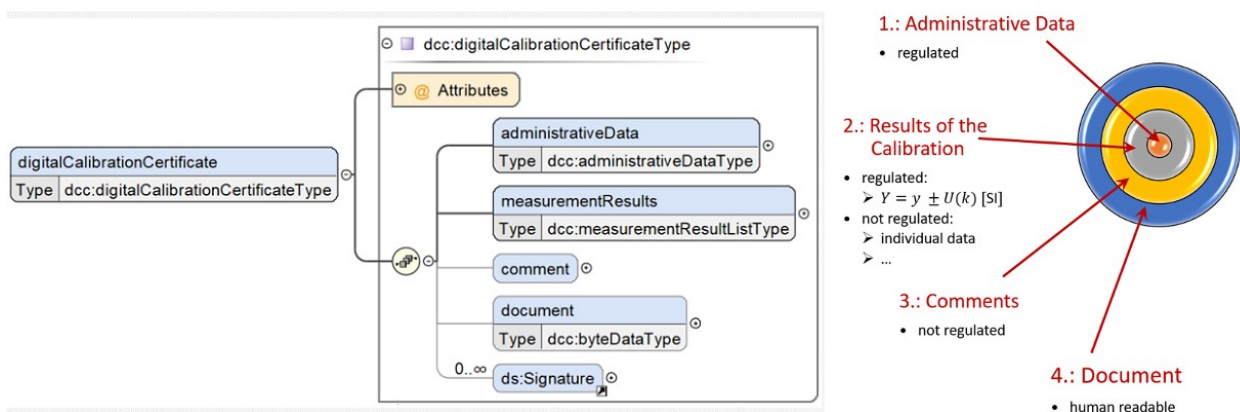 dcc:digitalCalibrationCertificateType
@ Attributes
digitalCalibrationCertificate
Type dcc:digitalCalibrationCertificateType
administrativeData
Type dcc:administrativeDataType
measurementResults
Type dcc:measurementResultListType
comment
document
Type dcc:byteDataType
0..∞
ds:Signature
1.: Administrative Data
• regulated
2.: Results of the
Calibration
• regulated:
➢ Y = y ± U(k) [SI]
• not regulated:
➢ individual data
➢ ...
3.: Comments
• not regulated
4.: Document
• human readable